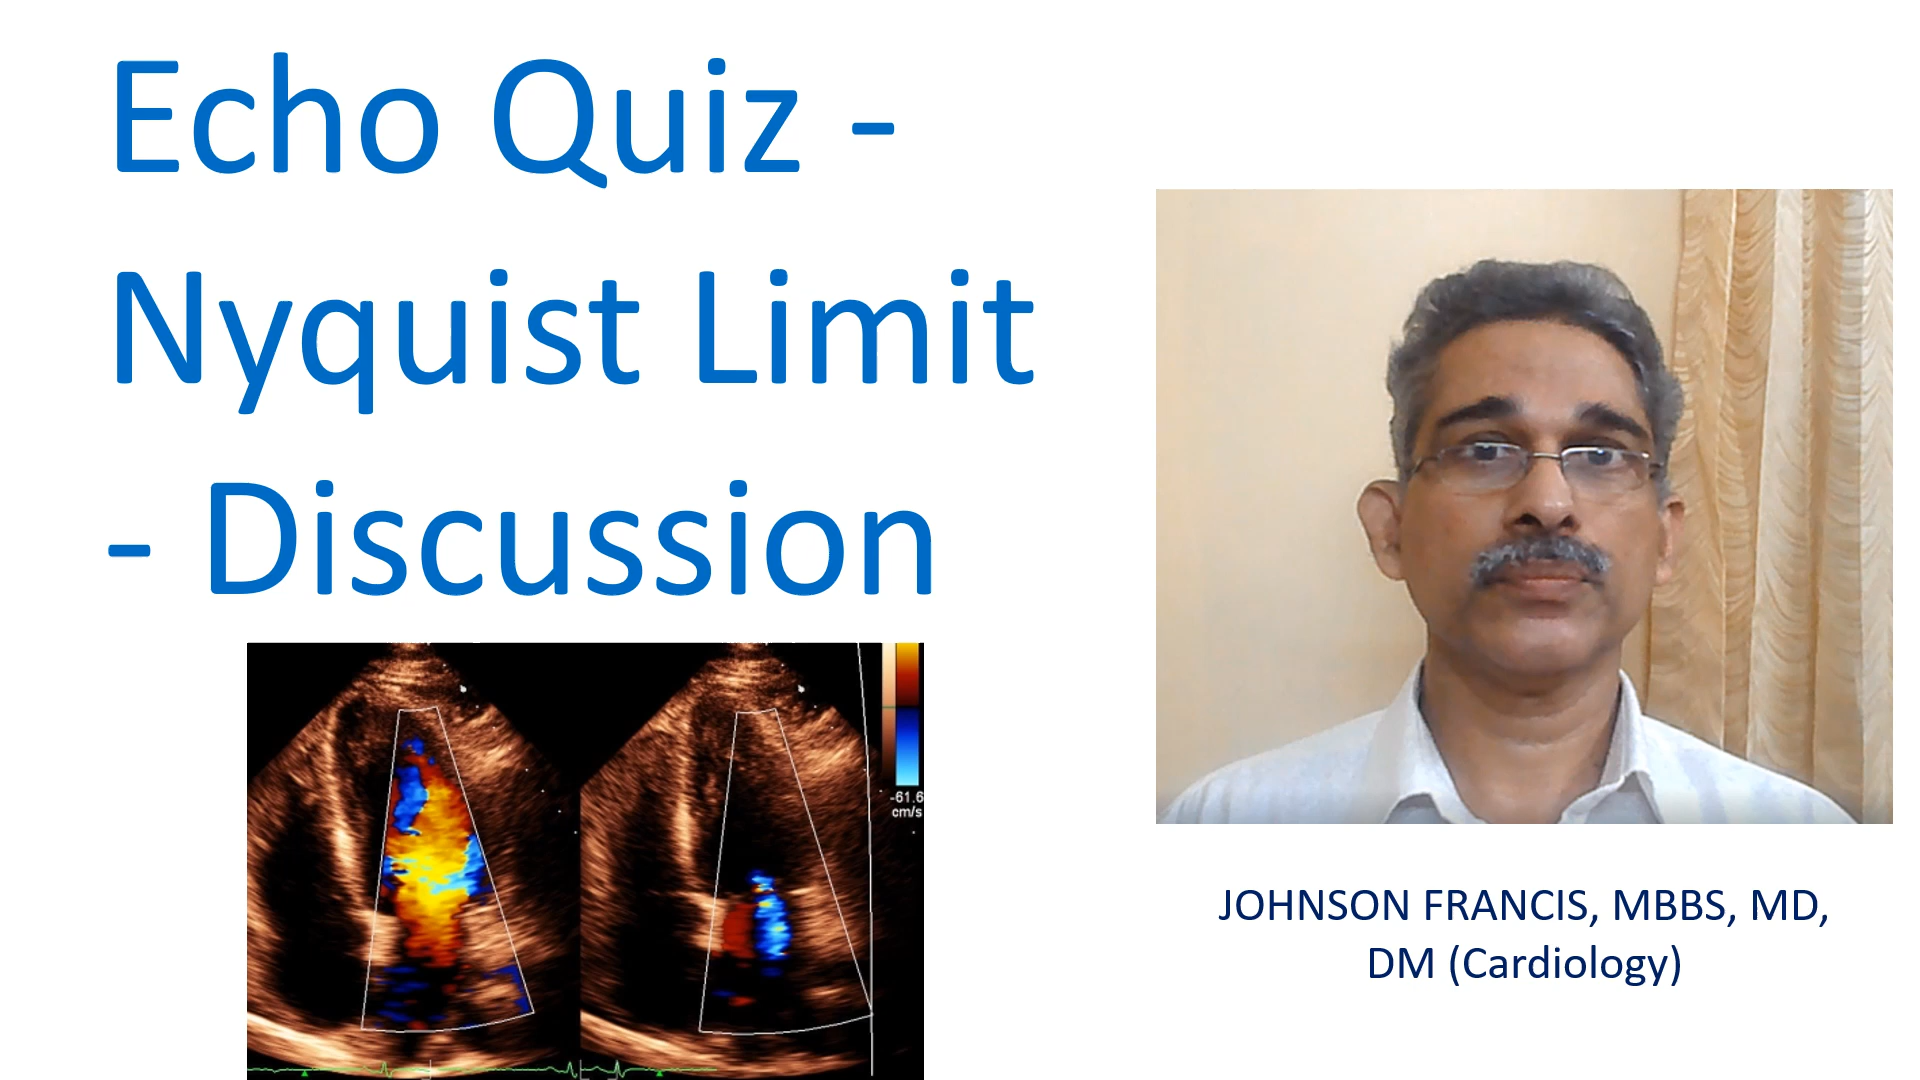 Echo Quiz -
Nyquist Limit
- Discussion
-61.6
cm/s
JOHNSON FRANCIS, MBBS, MD,
DM (Cardiology)